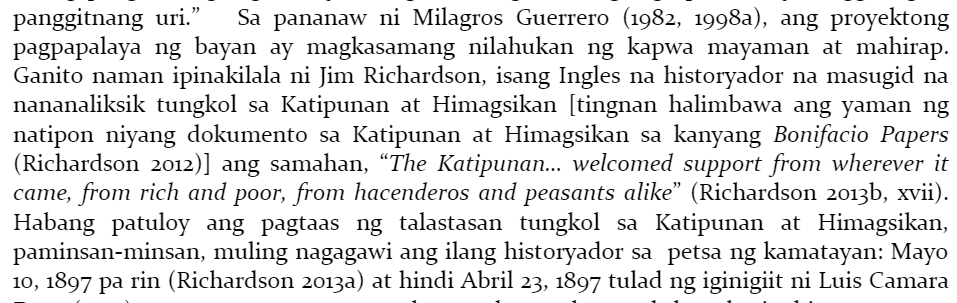 panggitnang uri.” Sa pananaw ni Milagros Guerrero (1982, 1998a), ang proyektong
pagpapalaya ng bayan ay magkasamang nilahukan ng kapwa mayaman at mahirap.
Ganito naman ipinakilala ni Jim Richardson, isang Ingles na historyador na masugid na
nananaliksik tungkol sa Katipunan at Himagsikan [tingnan halimbawa ang yaman ng
natipon niyang dokumento sa Katipunan at Himagsikan sa kanyang Bonifacio Papers
(Richardson 2012)] ang samahan, “The Katipunan... welcomed support from wherever it
came, from rich and poor, from hacenderos and peasants alike” (Richardson 2013b, xvii).
Habang patuloy ang pagtaas ng talastasan tungkol sa Katipunan at Himagsikan,
paminsan-minsan, muling nagagawi ang ilang historyador sa petsa ng kamatayan: Mayo
10, 1897 pa rin (Richardson 2013a) at hindi Abril 23, 1897 tulad ng iginigiit ni Luis Camara